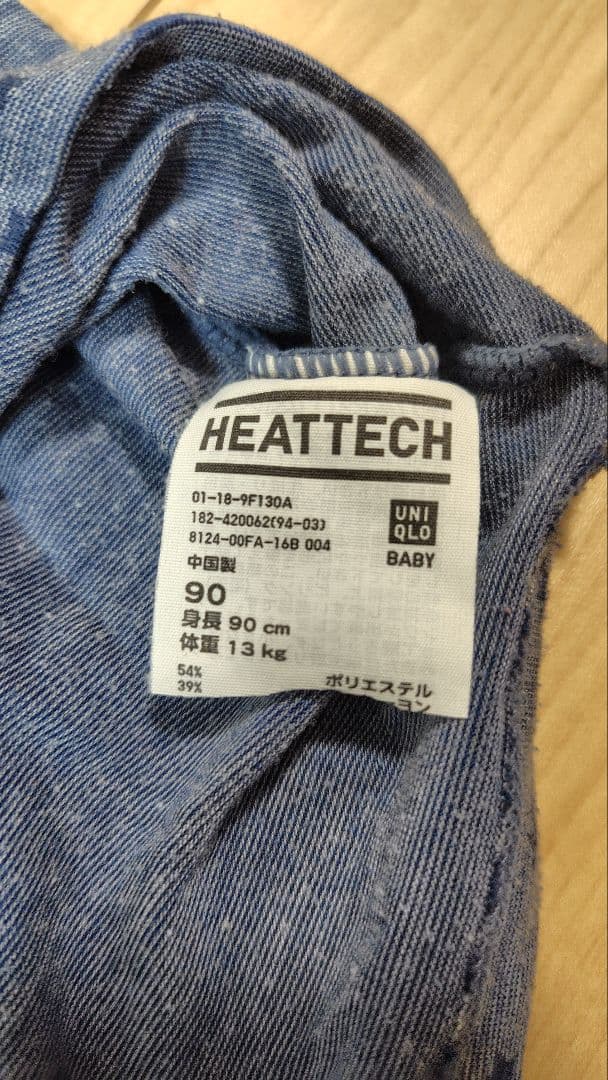 HEATTECH
01-18-9F130A
182-420062(94-03)
8124-00FA-16B 004
中国製
UNI
QLO
BABY
90
身長 90 cm
体重 13 kg
54% ポリエステル
39%